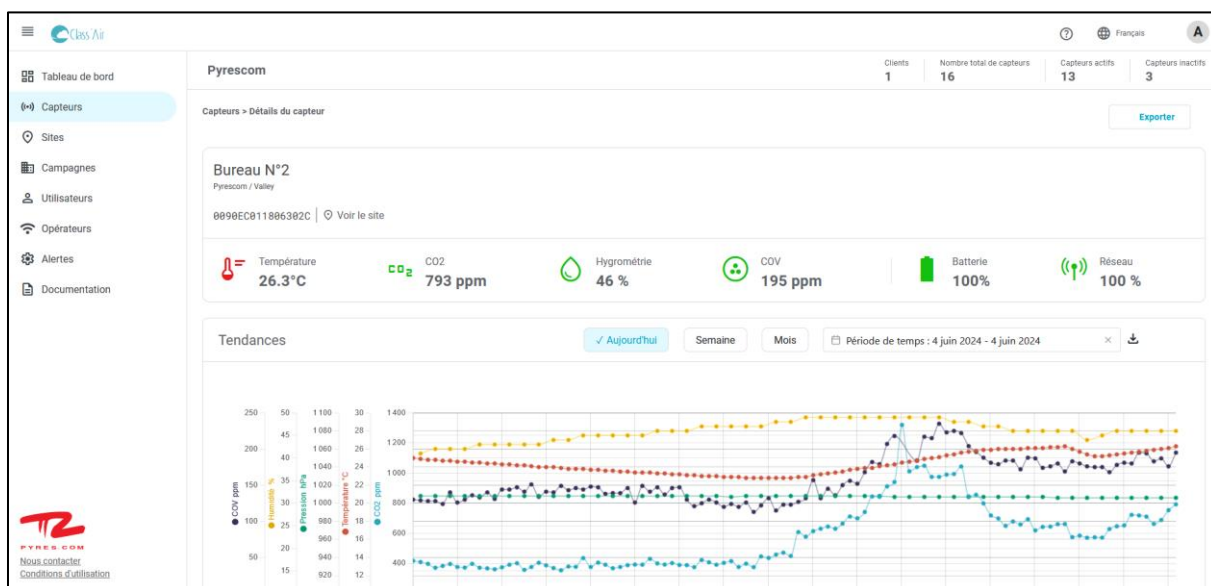 Class Air
Français
A
Tableau de bord
Capteurs
Sites
Campagnes
Utilisateurs
Opérateurs
Alertes
Documentation
PYRES.COM
Nous contacter
Conditions d'utilisation
Pyrescom
Clients
1
Nombre total de capteurs
16
Capteurs actifs
13
Capteurs inactifs
3
Capteurs > Détails du capteur
Exporter
Bureau N°2
Pyrescom / Valley
0090EC011806302C
Voir le site
Température
26.3°C
CO2
CO2
793 ppm
Hygrométrie
46 %
COV
195 ppm
Batterie
100%
Réseau
100 %
Tendances
✓ Aujourd'hui
Semaine
Mois
Période de temps : 4 juin 2024 - 4 juin 2024
×
COV ppm
250
200
150
100
50
Humidité %
50
45
40
35
30
25
20
15
Pression hPa
1 100
1 080
1 060
1 040
1 020
1 000
980
960
940
920
Température °C
30
28
26
24
22
20
18
16
14
12
CO2 ppm
1 400
1 200
1 000
800
600
400